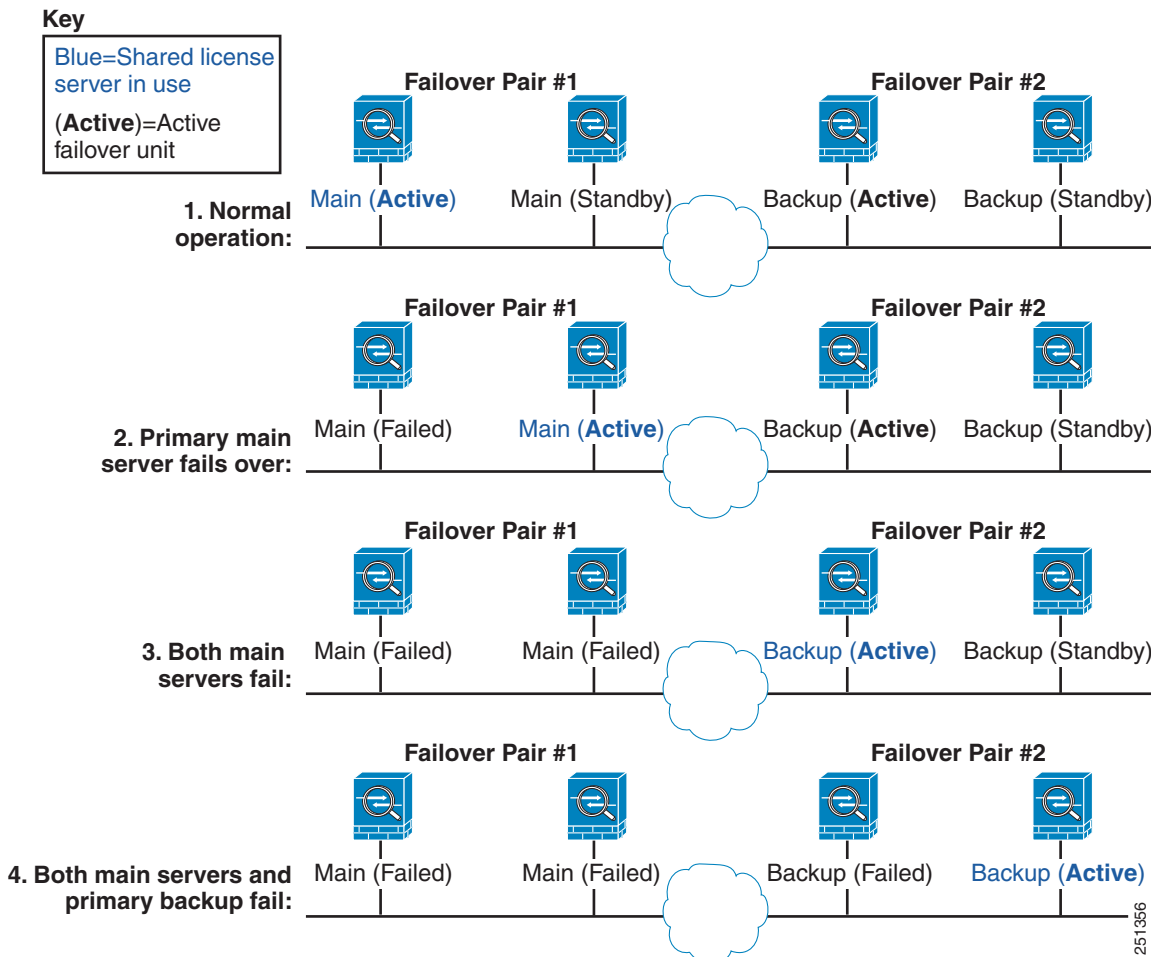 Key
Blue=Shared license
server in use
(Active)=Active
failover unit
Failover Pair #1
Failover Pair #2
1. Normal
operation:
Main (Active)
Main (Standby)
Backup (Active)
Backup (Standby)
Failover Pair #1
Failover Pair #2
2. Primary main
server fails over:
Main (Failed)
Main (Active)
Backup (Active)
Backup (Standby)
Failover Pair #1
Failover Pair #2
3. Both main
servers fail:
Main (Failed)
Main (Failed)
Backup (Active)
Backup (Standby)
Failover Pair #1
Failover Pair #2
4. Both main servers and
primary backup fail:
Main (Failed)
Main (Failed)
Backup (Failed)
Backup (Active)
251356